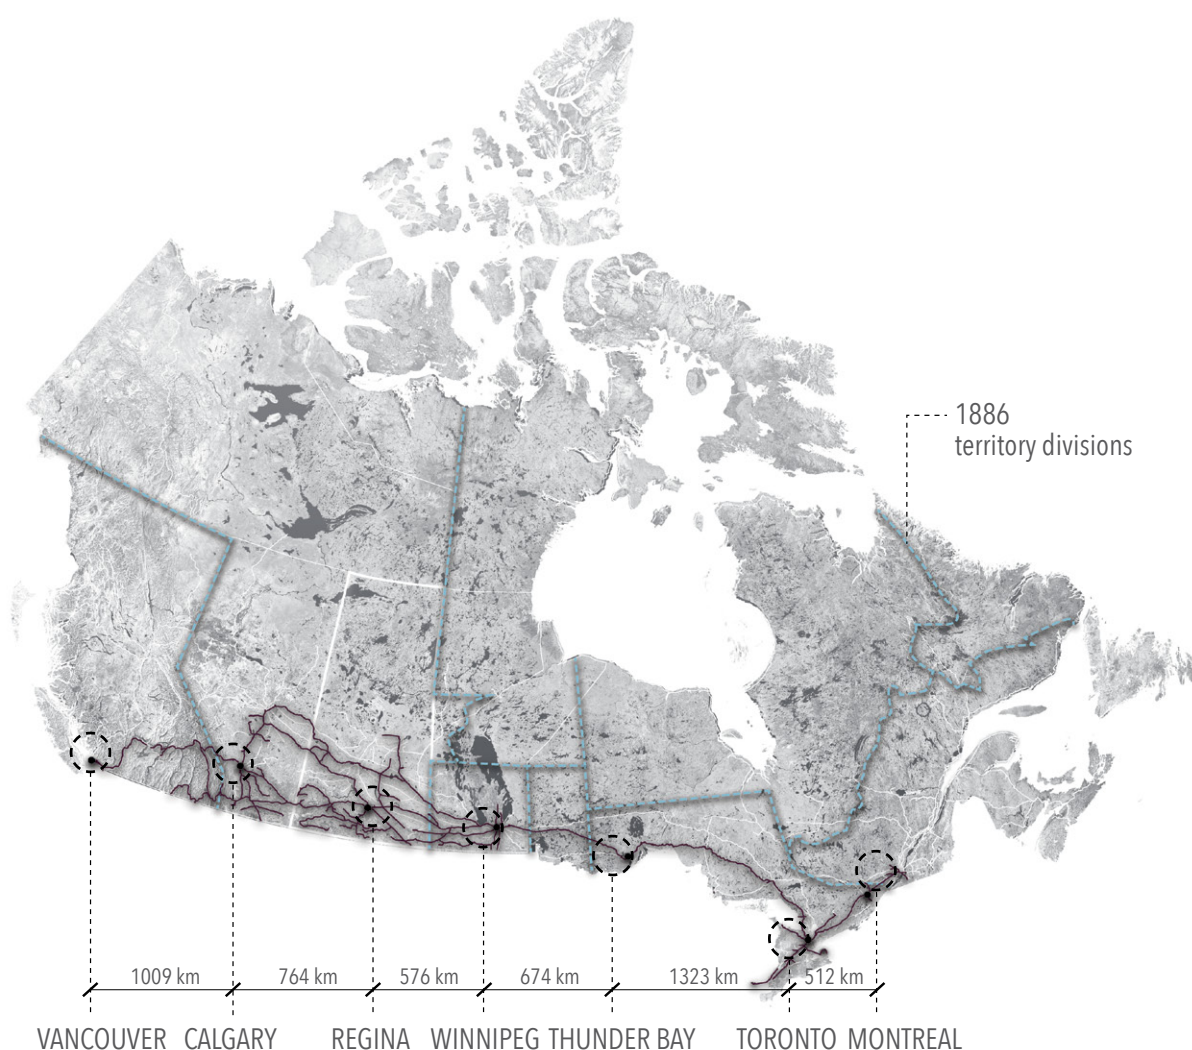 1886
territory divisions
1009 km 764 km 576 km 674 km 1323 km 512 km
VANCOUVER CALGARY REGINA WINNIPEG THUNDER BAY TORONTO MONTREAL